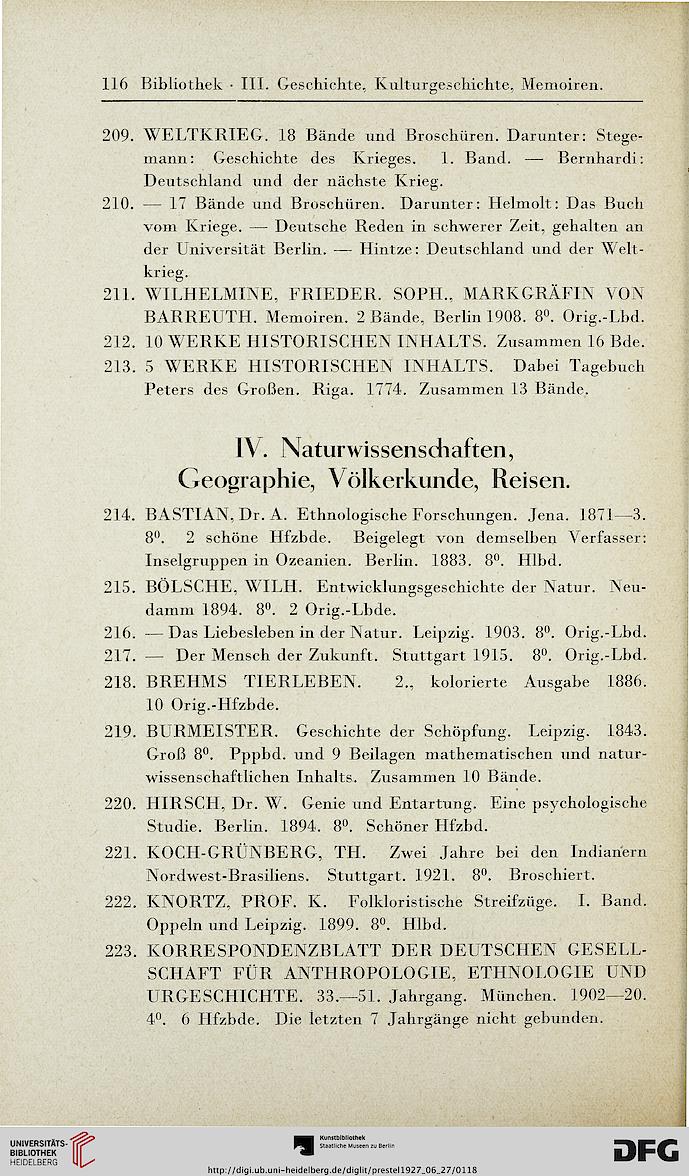 116 Bibliothek · III. Geschichte, Kulturgeschichte, Memoiren.
209. WELTKRIEG. 18 Bände und Broschüren. Darunter: Stege-
mann: Geschichte des Krieges. 1. Band. — Bernhardi:
Deutschland und der nächste Krieg.
210. — 17 Bände und Broschüren. Darunter: Helmolt: Das Buch
vom Kriege. — Deutsche Reden in schwerer Zeit, gehalten an
der Universität Berlin. — Hintze: Deutschland und der Welt-
krieg.
211. WILHELMINE, FRIEDER. SOPH., MARKGRÄFIN VON
BARREUTH. Memoiren. 2 Bände, Berlin 1908. 8⁰. Orig.-Lbd.
212. 10 WERKE HISTORISCHEN INHALTS. Zusammen 16 Bde.
213. 5 WERKE HISTORISCHEN INHALTS. Dabei Tagebuch
Peters des Großen. Riga. 1774. Zusammen 13 Bände.
IV. Naturwissenschaften,
Geographie, Völkerkunde, Reisen.
214. BASTIAN, Dr. A. Ethnologische Forschungen. Jena. 1871—3.
8⁰. 2 schöne Hfzbde. Beigelegt von demselben Verfasser:
Inselgruppen in Ozeanien. Berlin. 1883. 8⁰. Hlbd.
215. BÖLSCHE, WILH. Entwicklungsgeschichte der Natur. Neu-
damm 1894. 8⁰. 2 Orig.-Lbde.
216. — Das Liebesleben in der Natur. Leipzig. 1903. 8⁰. Orig.-Lbd.
217. — Der Mensch der Zukunft. Stuttgart 1915. 8⁰. Orig.-Lbd.
218. BREHMS TIERLEBEN. 2., kolorierte Ausgabe 1886.
10 Orig.-Hfzbde.
219. BURMEISTER. Geschichte der Schöpfung. Leipzig. 1843.
Groß 8⁰. Pppbd. und 9 Beilagen mathematischen und natur-
wissenschaftlichen Inhalts. Zusammen 10 Bände.
220. HIRSCH, Dr. W. Genie und Entartung. Eine psychologische
Studie. Berlin. 1894. 8⁰. Schöner Hfzbd.
221. KOCH-GRÜNBERG, TH. Zwei Jahre bei den Indianern
Nordwest-Brasiliens. Stuttgart. 1921. 8⁰. Broschiert.
222. KNORTZ, PROF. K. Folkloristische Streifzüge. I. Band.
Oppeln und Leipzig. 1899. 8⁰. Hlbd.
223. KORRESPONDENZBLATT DER DEUTSCHEN GESELL-
SCHAFT FÜR ANTHROPOLOGIE, ETHNOLOGIE UND
URGESCHICHTE. 33.—51. Jahrgang. München. 1902—20.
4⁰. 6 Hfzbde. Die letzten 7 Jahrgänge nicht gebunden.
UNIVERSITÄTS-
BIBLIOTHEK
HEIDELBERG
Kunstbibliothek
Staatliche Museen zu Berlin
DFG
http://digi.ub.uni-heidelberg.de/diglit/prestel1927_06_27/0118